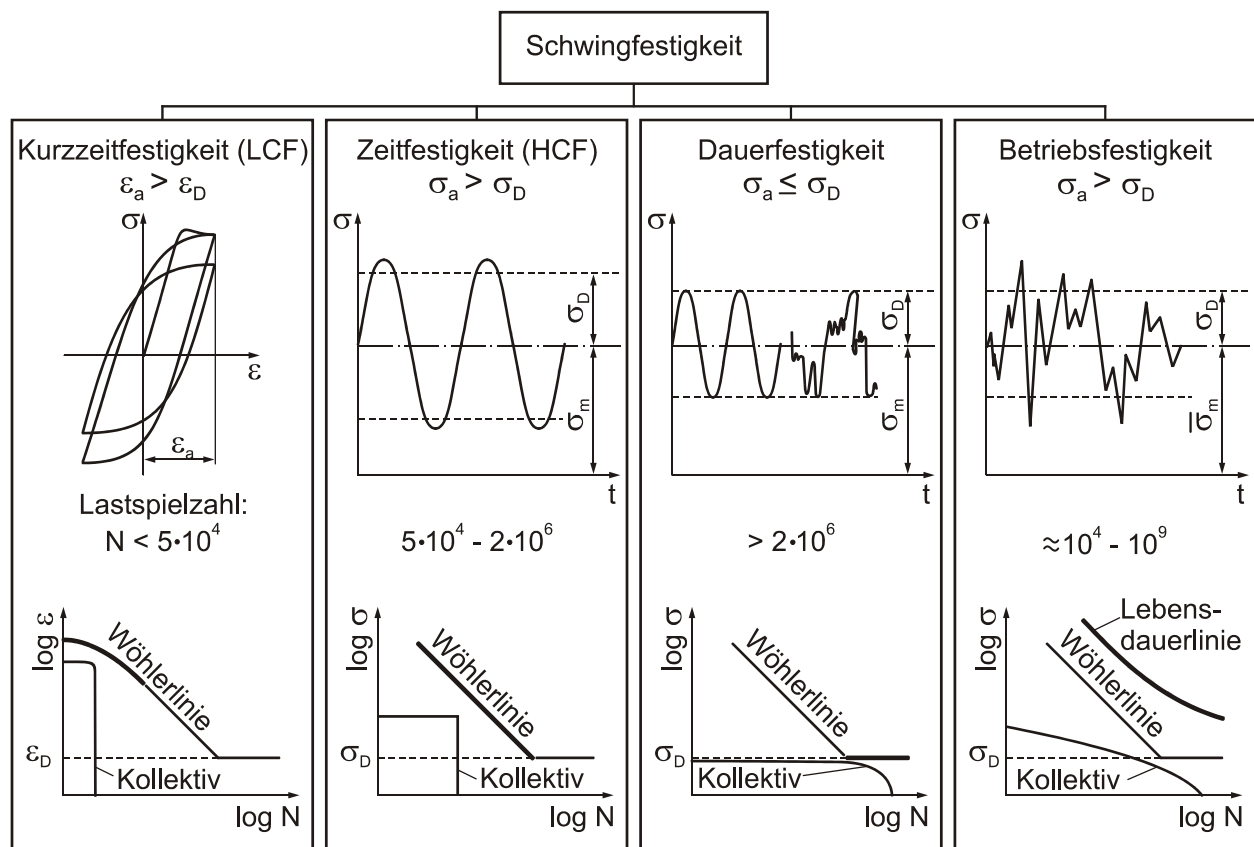 Schwingfestigkeit
Kurzzeitfestigkeit (LCF)
εa > εD
σ
ε
εa
Lastspielzahl:
N < 5·10⁴
log ε
Wöhlerlinie
εD
Kollektiv
log N
Zeitfestigkeit (HCF)
σa > σD
σ
σD
σm
t
5·10⁴ - 2·10⁶
log σ
Wöhlerlinie
σD
Kollektiv
log N
Dauerfestigkeit
σa ≤ σD
σ
σD
σm
t
> 2·10⁶
log σ
Wöhlerlinie
σD
Kollektiv
log N
Betriebsfestigkeit
σa > σD
σ
σD
σ̅m
t
≈10⁴ - 10⁹
log σ
Lebens-
dauerlinie
Wöhlerlinie
σD
Kollektiv
log N